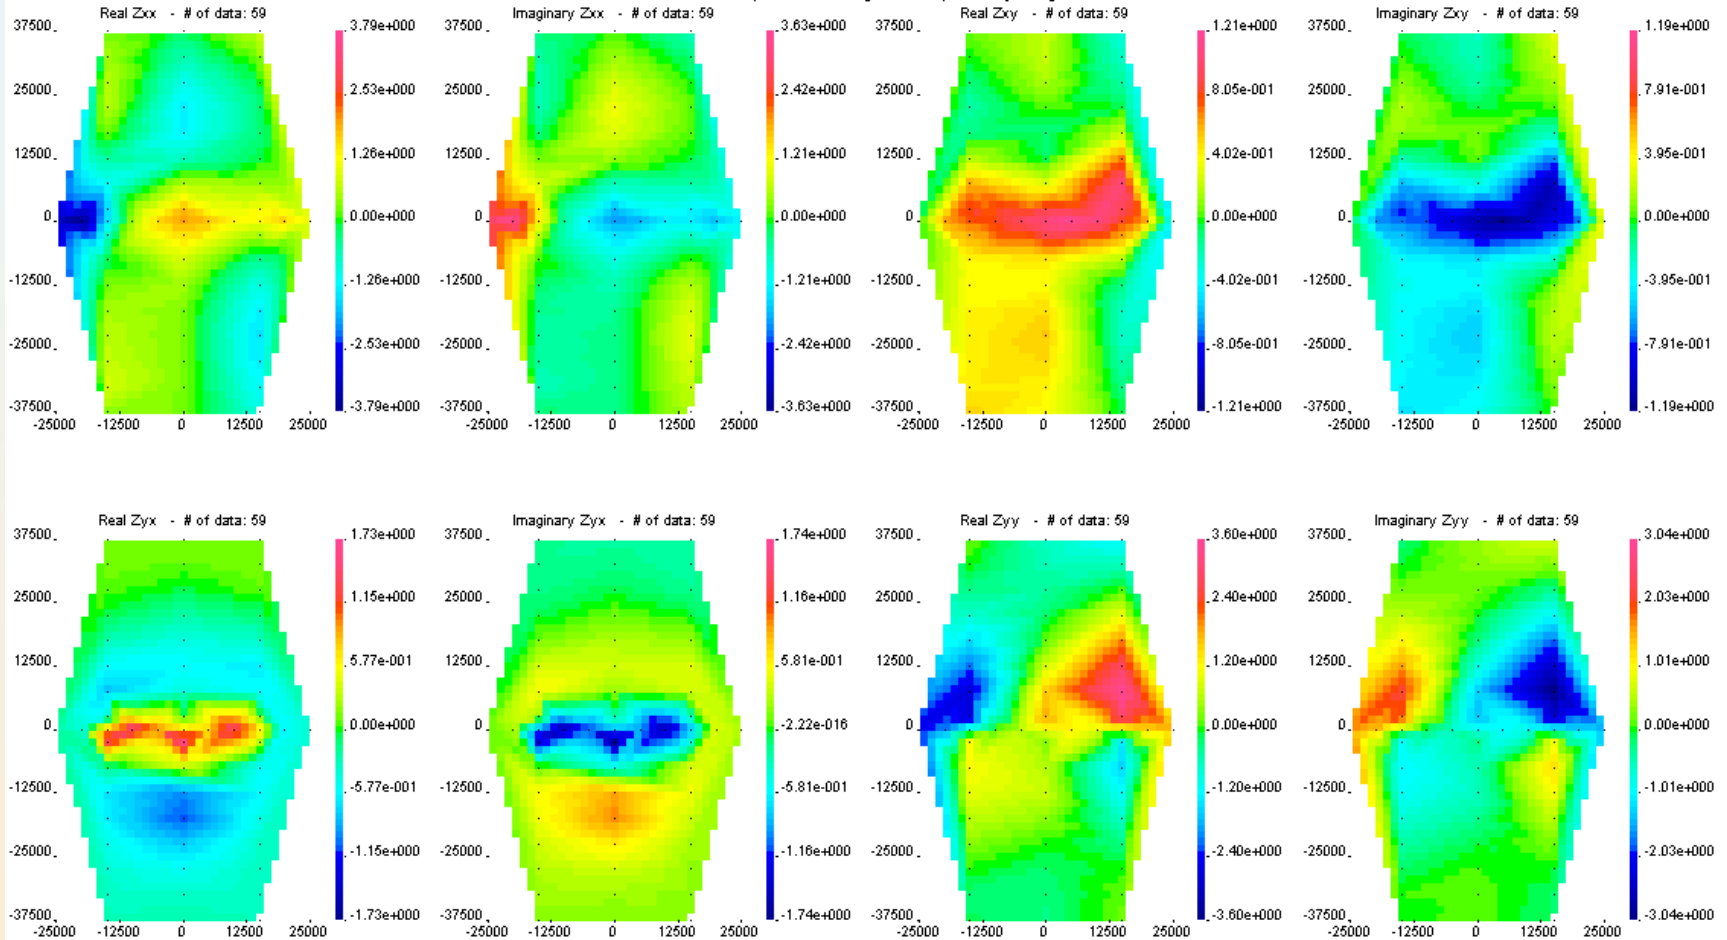 Real Zxx - # of data: 59
37500
25000
12500
0
-12500
-25000
-37500
-25000 -12500 0 12500 25000
3.79e+000
2.53e+000
1.26e+000
0.00e+000
-1.26e+000
-2.53e+000
-3.79e+000
Imaginary Zxx - # of data: 59
37500
25000
12500
0
-12500
-25000
-37500
-25000 -12500 0 12500 25000
3.63e+000
2.42e+000
1.21e+000
0.00e+000
-1.21e+000
-2.42e+000
-3.63e+000
Real Zxy - # of data: 59
37500
25000
12500
0
-12500
-25000
-37500
-25000 -12500 0 12500 25000
1.21e+000
8.05e-001
4.02e-001
0.00e+000
-4.02e-001
-8.05e-001
-1.21e+000
Imaginary Zxy - # of data: 59
37500
25000
12500
0
-12500
-25000
-37500
-25000 -12500 0 12500 25000
1.19e+000
7.91e-001
3.95e-001
0.00e+000
-3.95e-001
-7.91e-001
-1.19e+000
Real Zyx - # of data: 59
37500
25000
12500
0
-12500
-25000
-37500
-25000 -12500 0 12500 25000
1.73e+000
1.15e+000
5.77e-001
0.00e+000
-5.77e-001
-1.15e+000
-1.73e+000
Imaginary Zyx - # of data: 59
37500
25000
12500
0
-12500
-25000
-37500
-25000 -12500 0 12500 25000
1.74e+000
1.16e+000
5.81e-001
-2.22e-016
-5.81e-001
-1.16e+000
-1.74e+000
Real Zyy - # of data: 59
37500
25000
12500
0
-12500
-25000
-37500
-25000 -12500 0 12500 25000
3.60e+000
2.40e+000
1.20e+000
0.00e+000
-1.20e+000
-2.40e+000
-3.60e+000
Imaginary Zyy - # of data: 59
37500
25000
12500
0
-12500
-25000
-37500
-25000 -12500 0 12500 25000
3.04e+000
2.03e+000
1.01e+000
0.00e+000
-1.01e+000
-2.03e+000
-3.04e+000